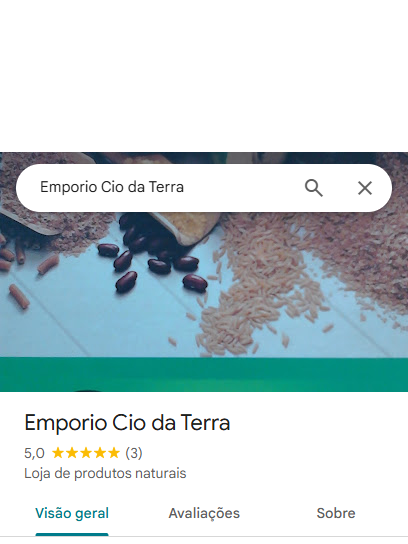 Emporio Cio da Terra
Emporio Cio da Terra
5,0 ★★★★★ (3)
Loja de produtos naturais
Visão geral Avaliações Sobre